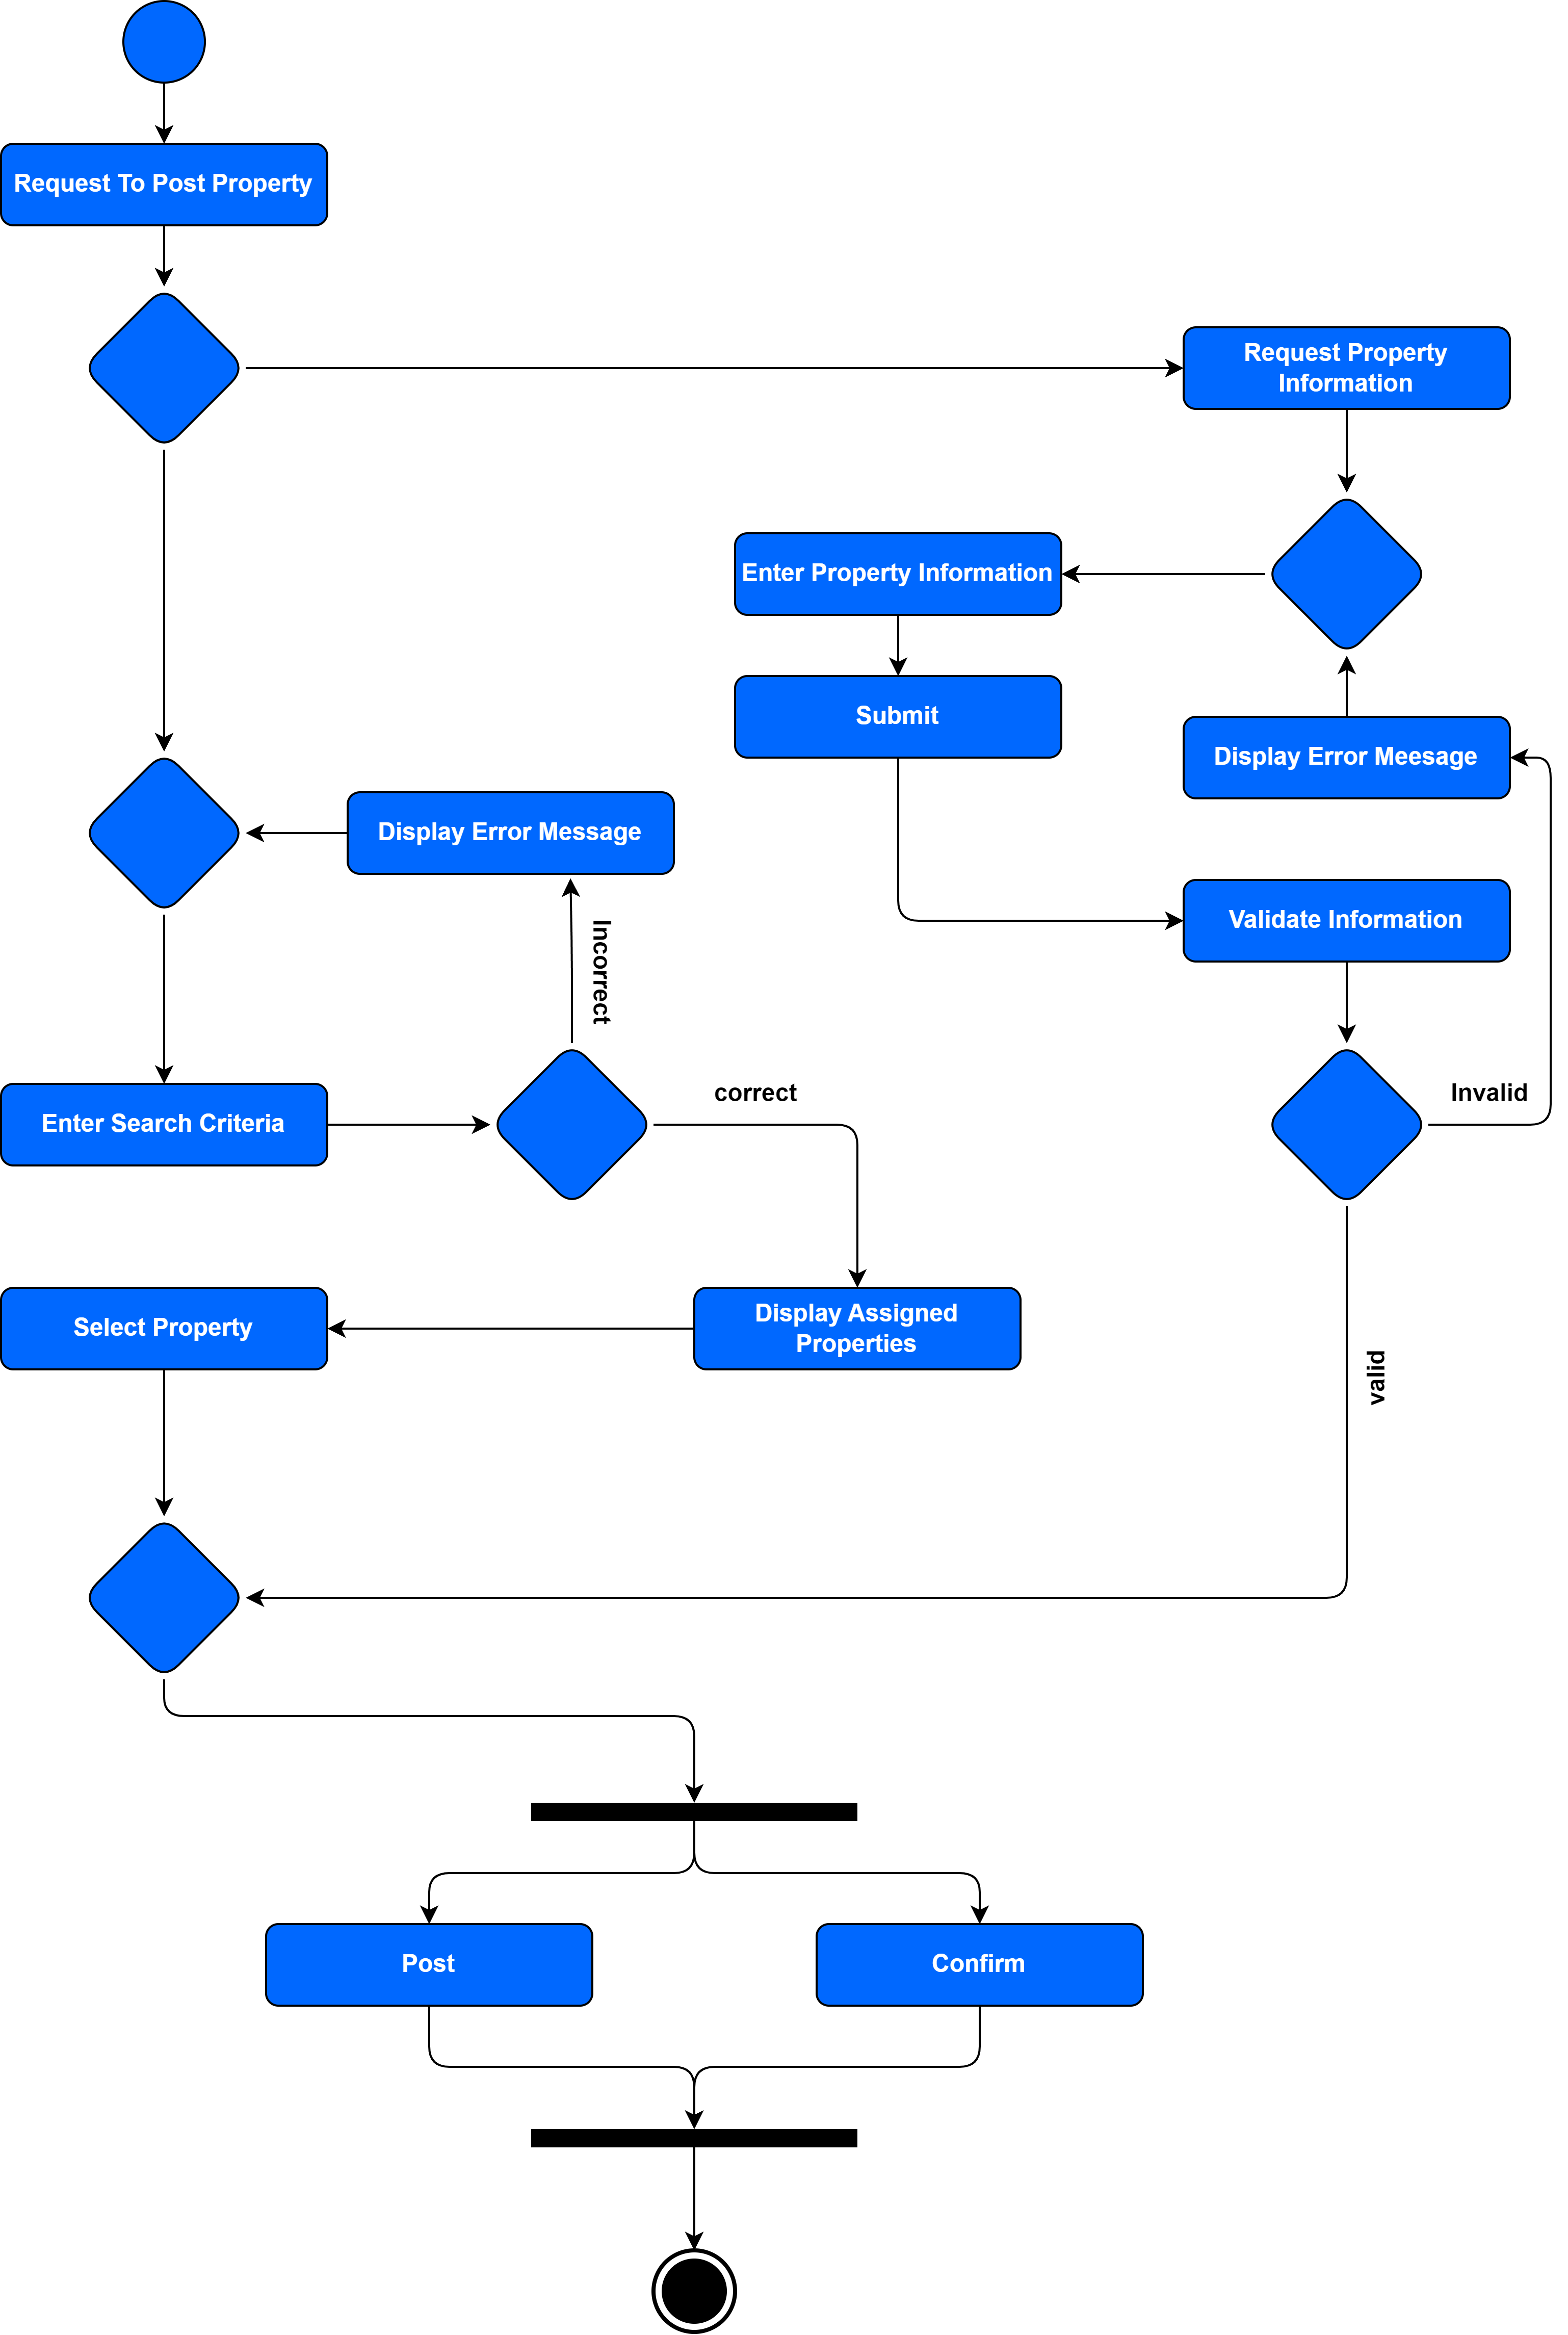 Request To Post Property
Request Property
Information
Enter Property Information
Submit
Display Error Meesage
Display Error Message
Validate Information
Incorrect
correct
Invalid
Enter Search Criteria
Display Assigned
Properties
Select Property
valid
Post
Confirm